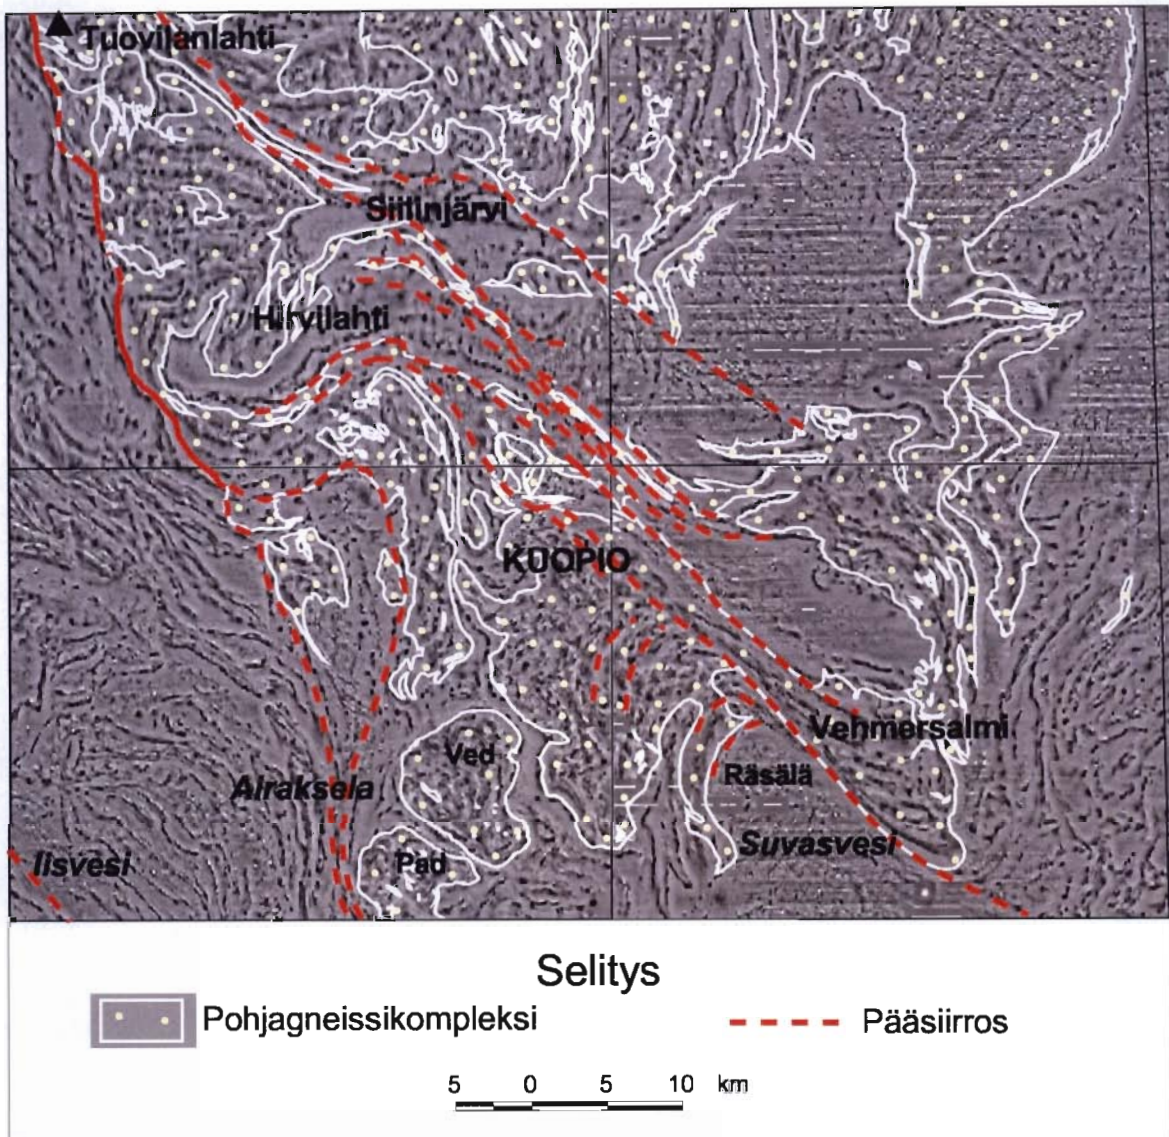 Tuovilanlahti
Siilinjärvi
Hirvilahti
KUOPIO
Vehmersalmi
Ved
Räsälä
Airaksela
Suvasvesi
Iisvesi
Pad
Selitys
Pohjagneissikompleksi
Pääsiirros
5 0 5 10 km